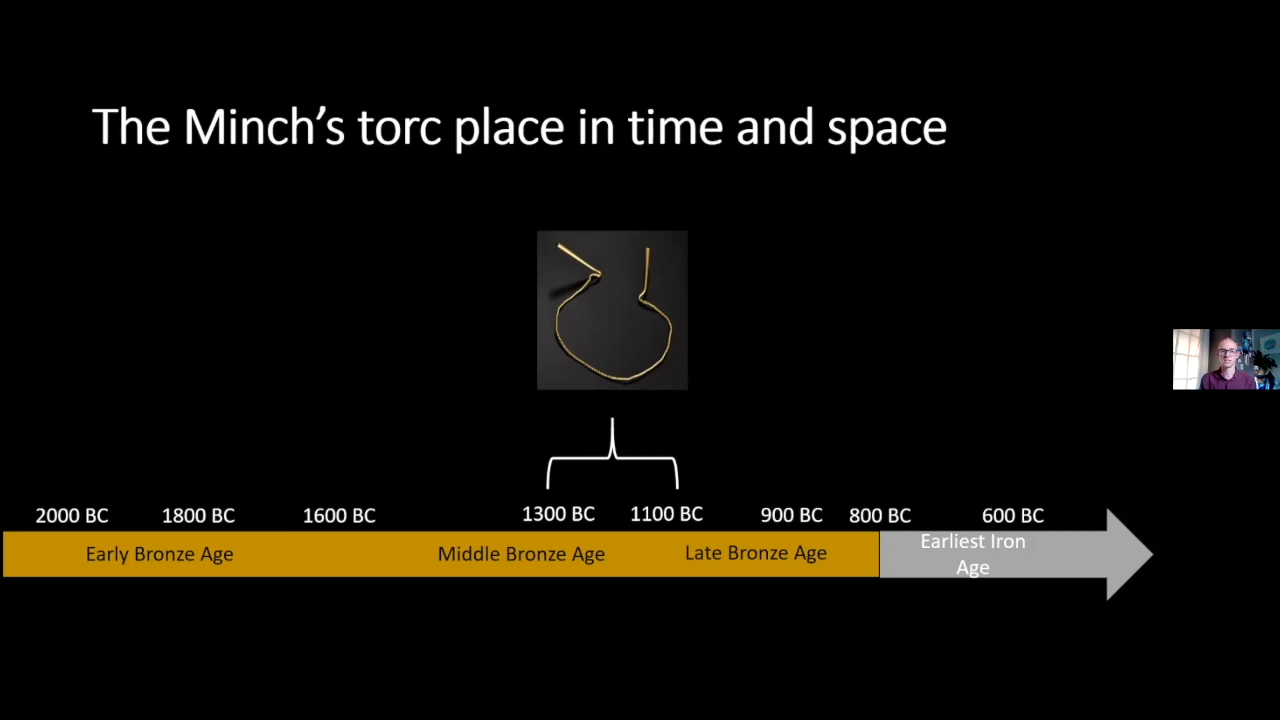 The Minch's torc place in time and space
2000 BC 1800 BC 1600 BC 1300 BC 1100 BC 900 BC 800 BC 600 BC
Early Bronze Age Middle Bronze Age Late Bronze Age Earliest Iron
Age